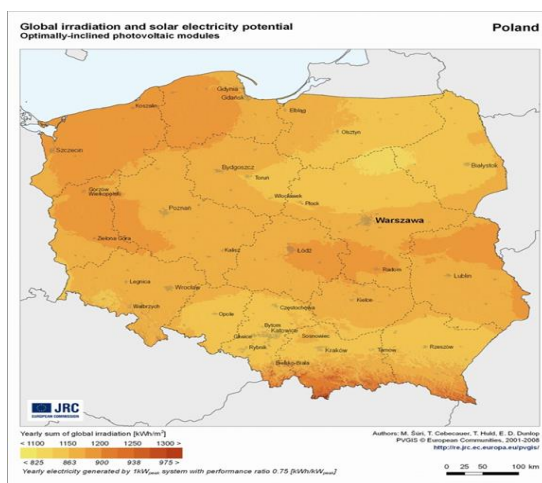 Global irradiation and solar electricity potential
Optimally-inclined photovoltaic modules
Poland
Gdynia
Gdańsk
Koszalin
Elbląg
Olsztyn
Szczecin
Bydgoszcz
Toruń
Białystok
Gorzów
Wielkopolski
Włocławek
Płock
Poznań
Warszawa
Zielona Góra
Kalisz
Łódź
Radom
Lublin
Legnica
Wrocław
Wałbrzych
Kielce
Opole
Częstochowa
Bytom
Katowice
Gliwice
Sosnowiec
Rybnik
Kraków
Tarnów
Rzeszów
Bielsko-Biała
JRC
EUROPEAN COMMISSION
Yearly sum of global irradiation [kWh/m²]
< 1100 1150 1200 1250 1300 >
< 825 863 900 938 975 >
Yearly electricity generated by 1kWpeak system with performance ratio 0.75 [kWh/kWpeak]
Authors: M. Šúri, T. Cebecauer, T. Huld, E. D. Dunlop
PVGIS © European Communities, 2001-2008
http://re.jrc.ec.europa.eu/pvgis/
0 25 50 100 km